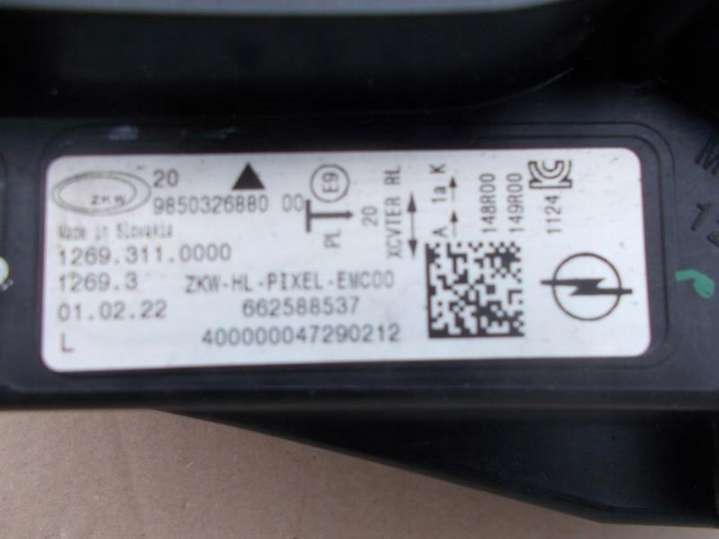 ZKW
20
9850326880 00
Made in Slovakia
1269.311.0000
1269.3 ZKW-HL-PIXEL-EMC00
01.02.22 662588537
L 400000047290212
E9
PL
20
XCVTER RL
A 1a K
148R00
149R00
1124